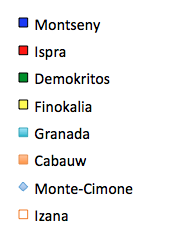 Montseny
Ispra
Demokritos
Finokalia
Granada
Cabauw
Monte-Cimone
Izana